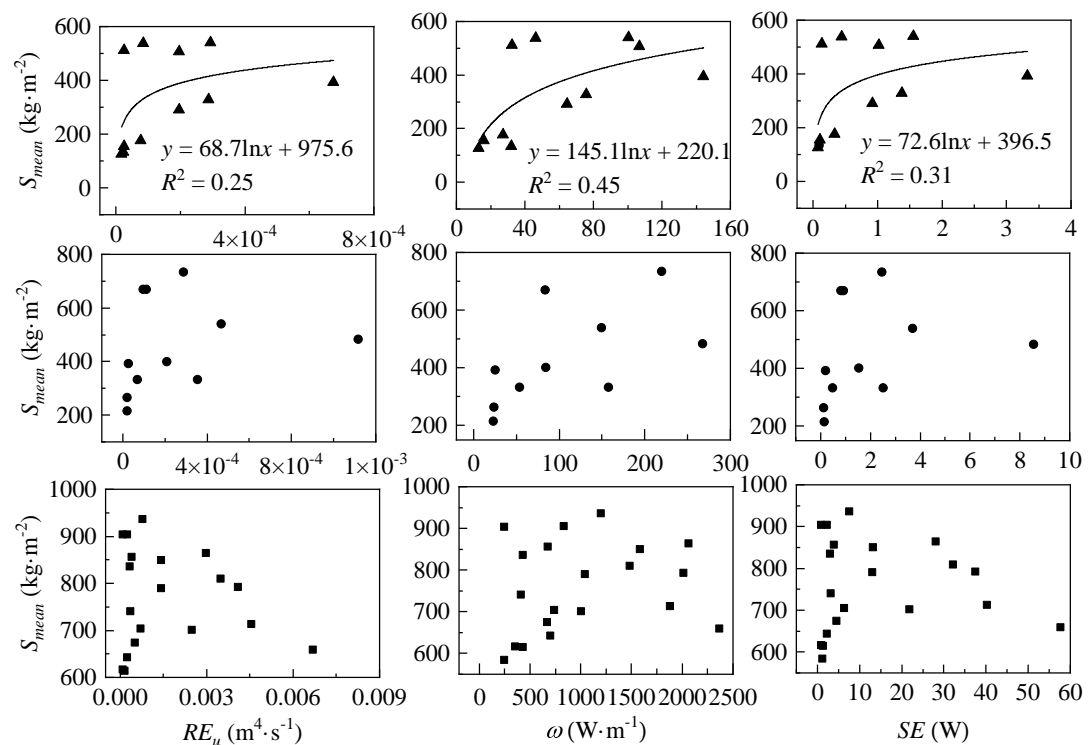 600
400
200
0
S_mean (kg·m⁻²)
y = 68.7lnx + 975.6
R² = 0.25
0 4×10⁻⁴ 8×10⁻⁴
600
400
200
0
y = 145.1lnx + 220.1
R² = 0.45
0 40 80 120 160
600
400
200
0
y = 72.6lnx + 396.5
R² = 0.31
0 1 2 3 4
800
600
400
200
S_mean (kg·m⁻²)
0 4×10⁻⁴ 8×10⁻⁴ 1×10⁻³
800
600
400
200
0 100 200 300
800
600
400
200
0 2 4 6 8 10
1000
900
800
700
600
S_mean (kg·m⁻²)
0.000 0.003 0.006 0.009
RE_u (m⁴·s⁻¹)
1000
900
800
700
600
0 500 1000 1500 2000 2500
ω (W·m⁻¹)
1000
900
800
700
600
0 10 20 30 40 50 60
SE (W)